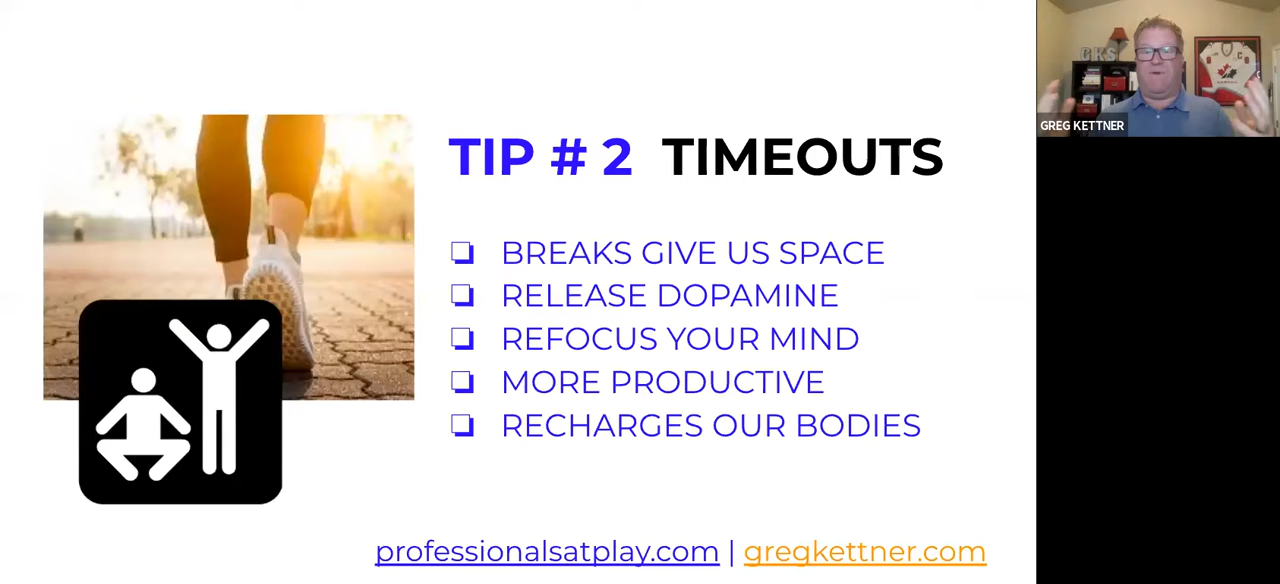 TIP # 2 TIMEOUTS
BREAKS GIVE US SPACE
RELEASE DOPAMINE
REFOCUS YOUR MIND
MORE PRODUCTIVE
RECHARGES OUR BODIES
professionalsatplay.com | gregkettner.com
GKS
C
GREG KETTNER